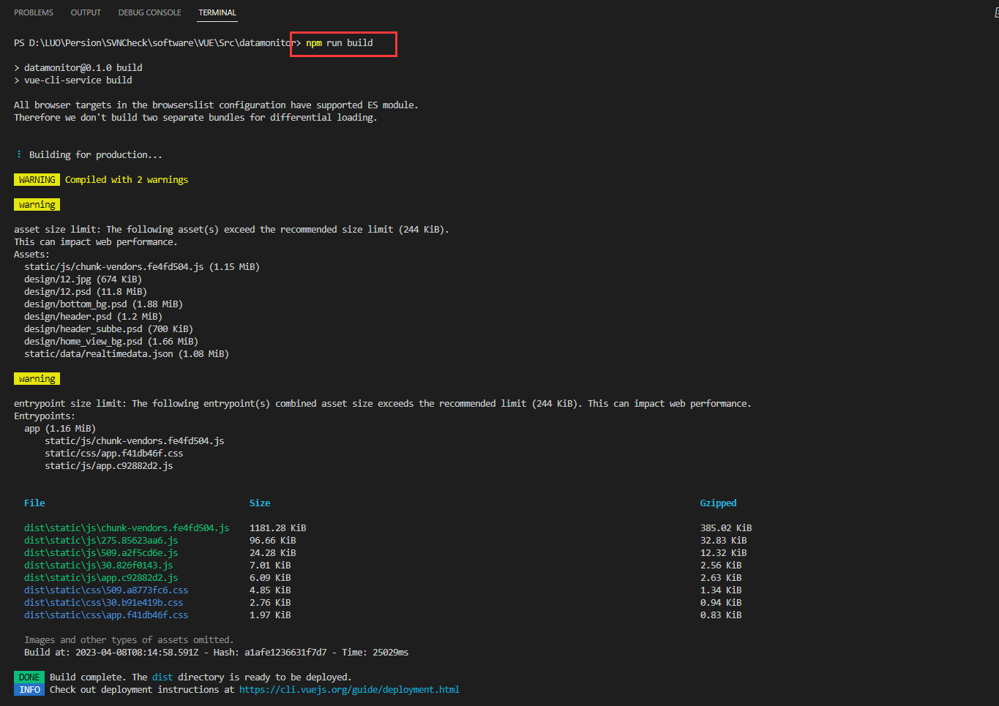 PROBLEMS OUTPUT DEBUG CONSOLE TERMINAL
PS D:\LUO\Persion\SVNCheck\software\VUE\Src\datamonitor> npm run build
> datamonitor@0.1.0 build
> vue-cli-service build
All browser targets in the browserslist configuration have supported ES module.
Therefore we don't build two separate bundles for differential loading.
Building for production...
WARNING Compiled with 2 warnings
warning
asset size limit: The following asset(s) exceed the recommended size limit (244 KiB).
This can impact web performance.
Assets:
static/js/chunk-vendors.fe4fd504.js (1.15 MiB)
design/12.jpg (674 KiB)
design/12.psd (11.8 MiB)
design/bottom_bg.psd (1.88 MiB)
design/header.psd (1.2 MiB)
design/header_subbe.psd (700 KiB)
design/home_view_bg.psd (1.66 MiB)
static/data/realtimedata.json (1.08 MiB)
warning
entrypoint size limit: The following entrypoint(s) combined asset size exceeds the recommended limit (244 KiB). This can impact web performance.
Entrypoints:
app (1.16 MiB)
static/js/chunk-vendors.fe4fd504.js
static/css/app.f41db46f.css
static/js/app.c92882d2.js
File Size Gzipped
dist\static\js\chunk-vendors.fe4fd504.js 1181.28 KiB 385.02 KiB
dist\static\js\275.85623aa6.js 96.66 KiB 32.83 KiB
dist\static\js\509.a2f5cd6e.js 24.28 KiB 12.32 KiB
dist\static\js\30.826f0143.js 7.01 KiB 2.56 KiB
dist\static\js\app.c92882d2.js 6.09 KiB 2.63 KiB
dist\static\css\509.a8773fc6.css 4.85 KiB 1.34 KiB
dist\static\css\30.b91e419b.css 2.76 KiB 0.94 KiB
dist\static\css\app.f41db46f.css 1.97 KiB 0.83 KiB
Images and other types of assets omitted.
Build at: 2023-04-08T08:14:58.591Z - Hash: a1afe1236631f7d7 - Time: 25029ms
DONE Build complete. The dist directory is ready to be deployed.
INFO Check out deployment instructions at https://cli.vuejs.org/guide/deployment.html